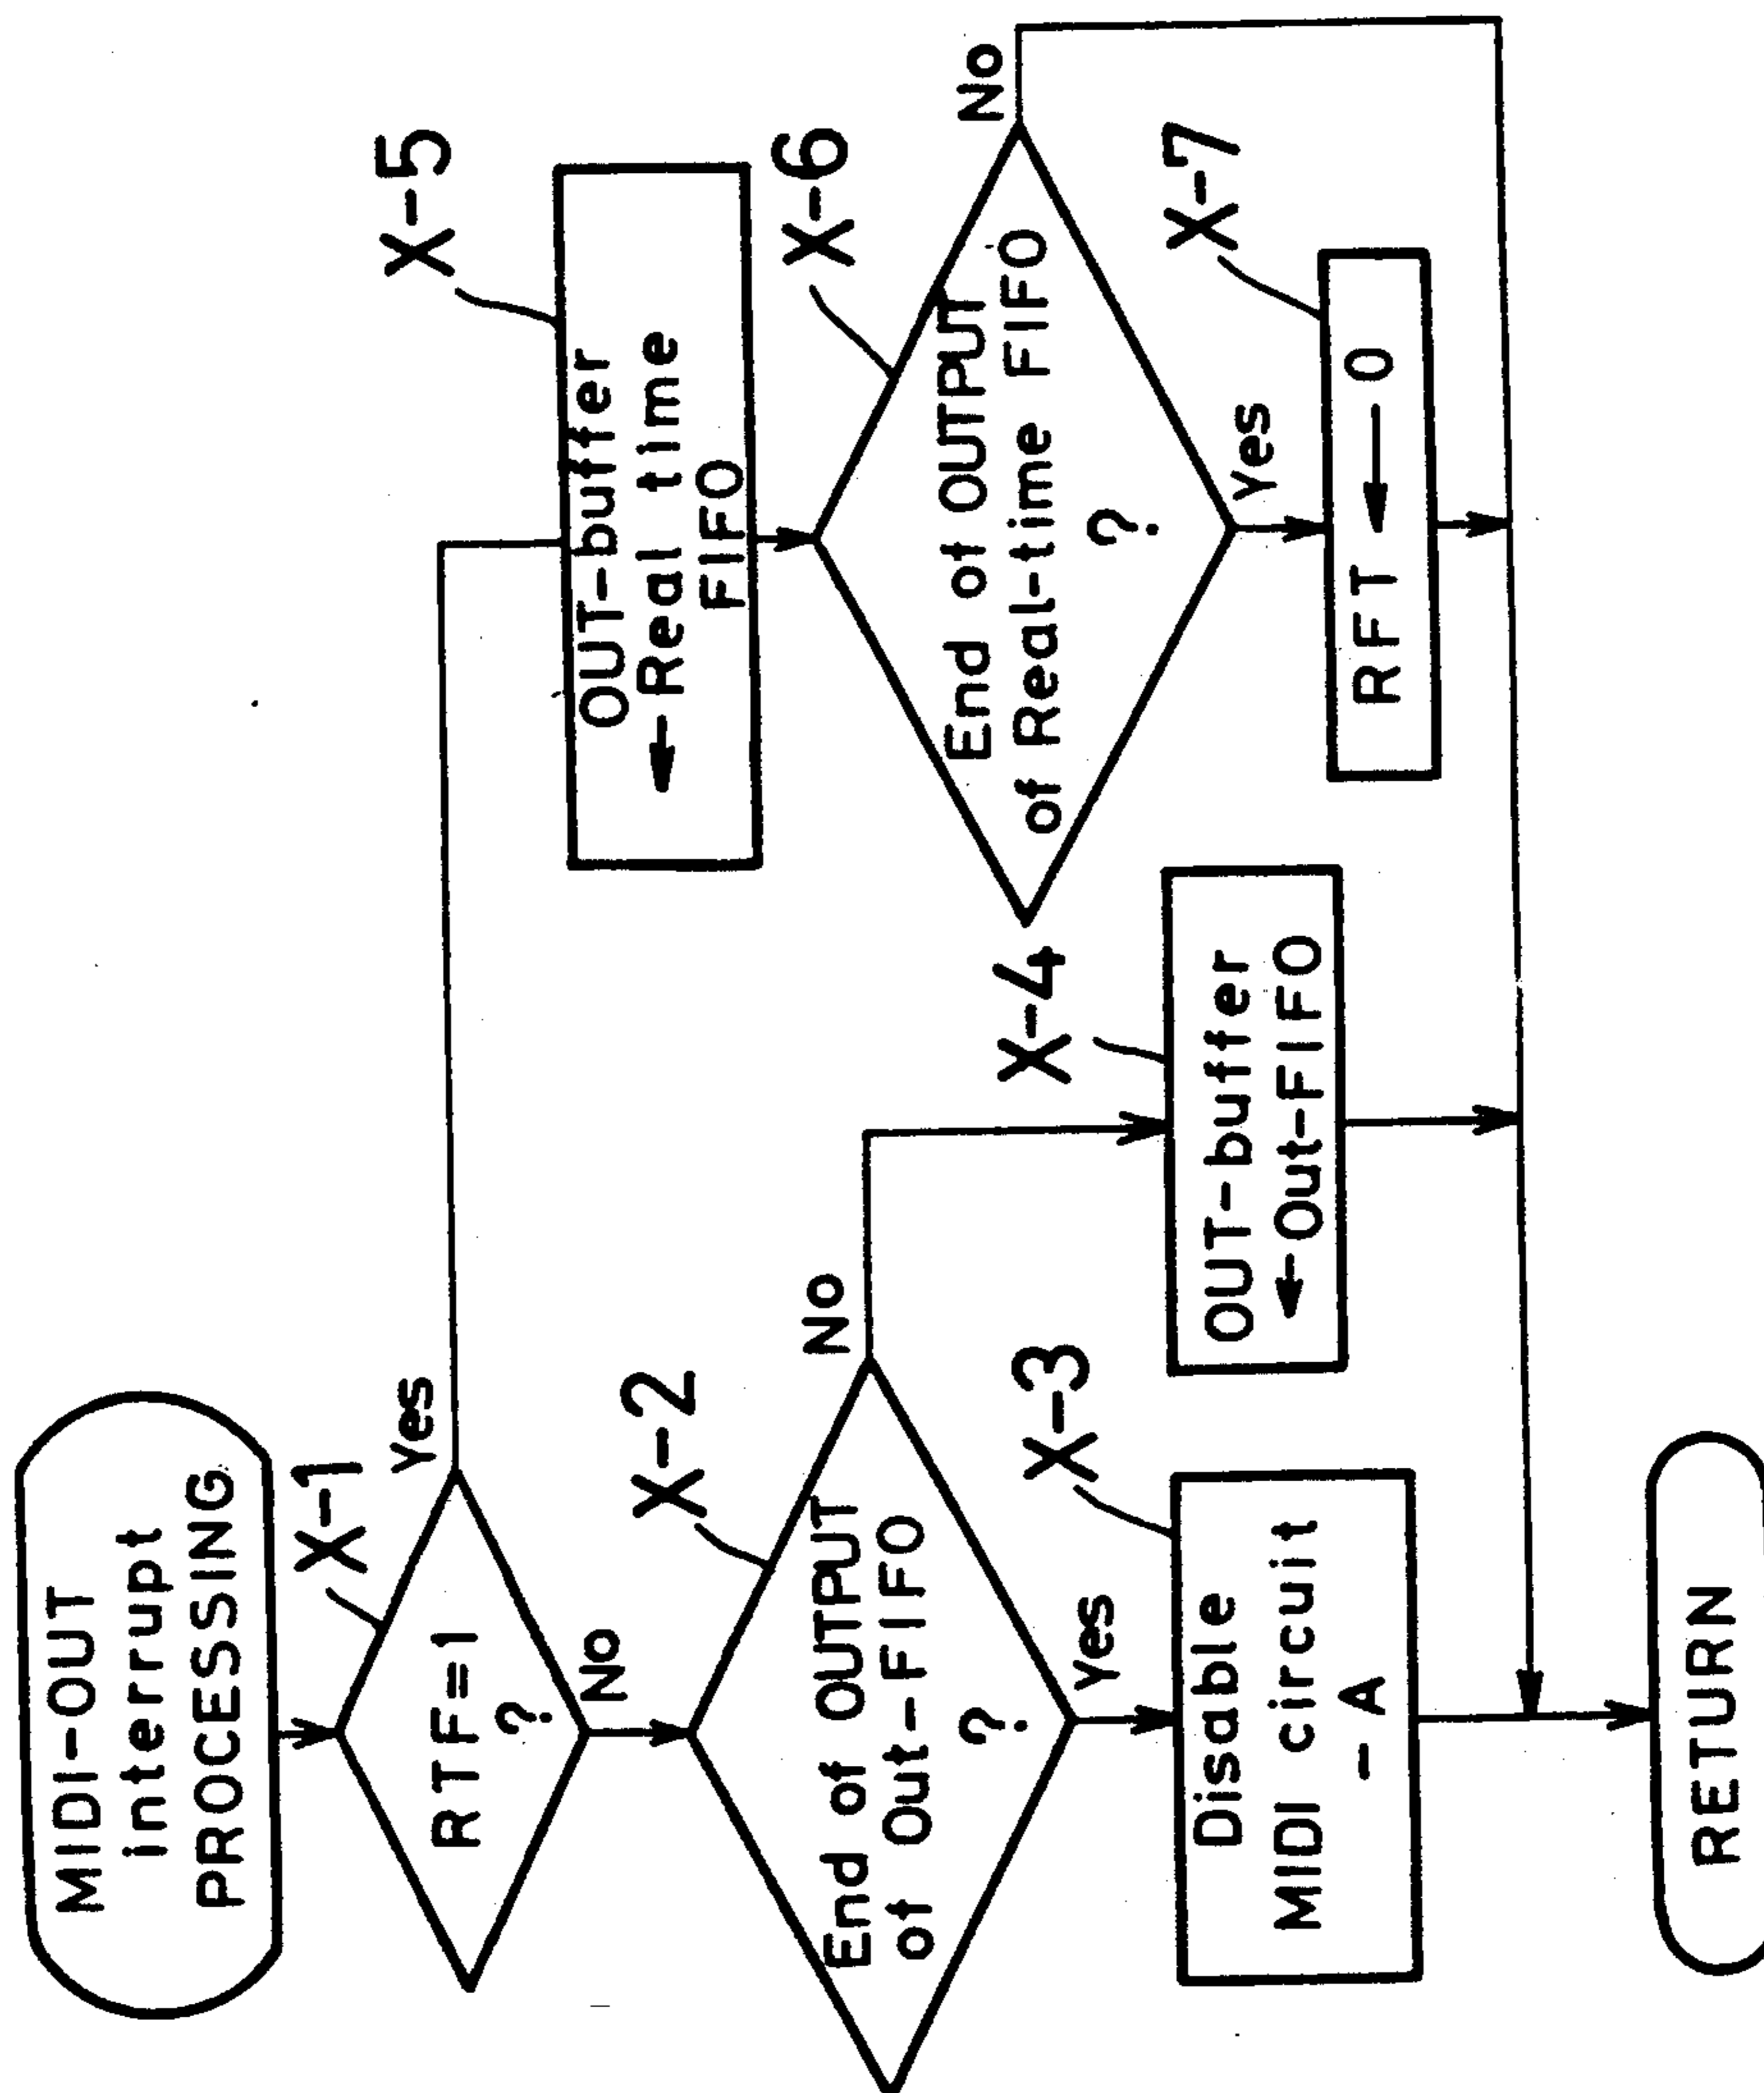 MIDI-OUT
interrupt
PROCESSING
X-1
RTF=1
?
Yes
No
X-2
End of OUTPUT
of Out-FIFO
?
No
Yes
X-3
Disable
MIDI circuit
-A
X-4
OUT-buffer
←Out-FIFO
X-5
OUT-buffer
←Real time
FIFO
X-6
End of OUTPUT
of Real-time FIFO
?
No
Yes
X-7
RFT ← 0
RETURN